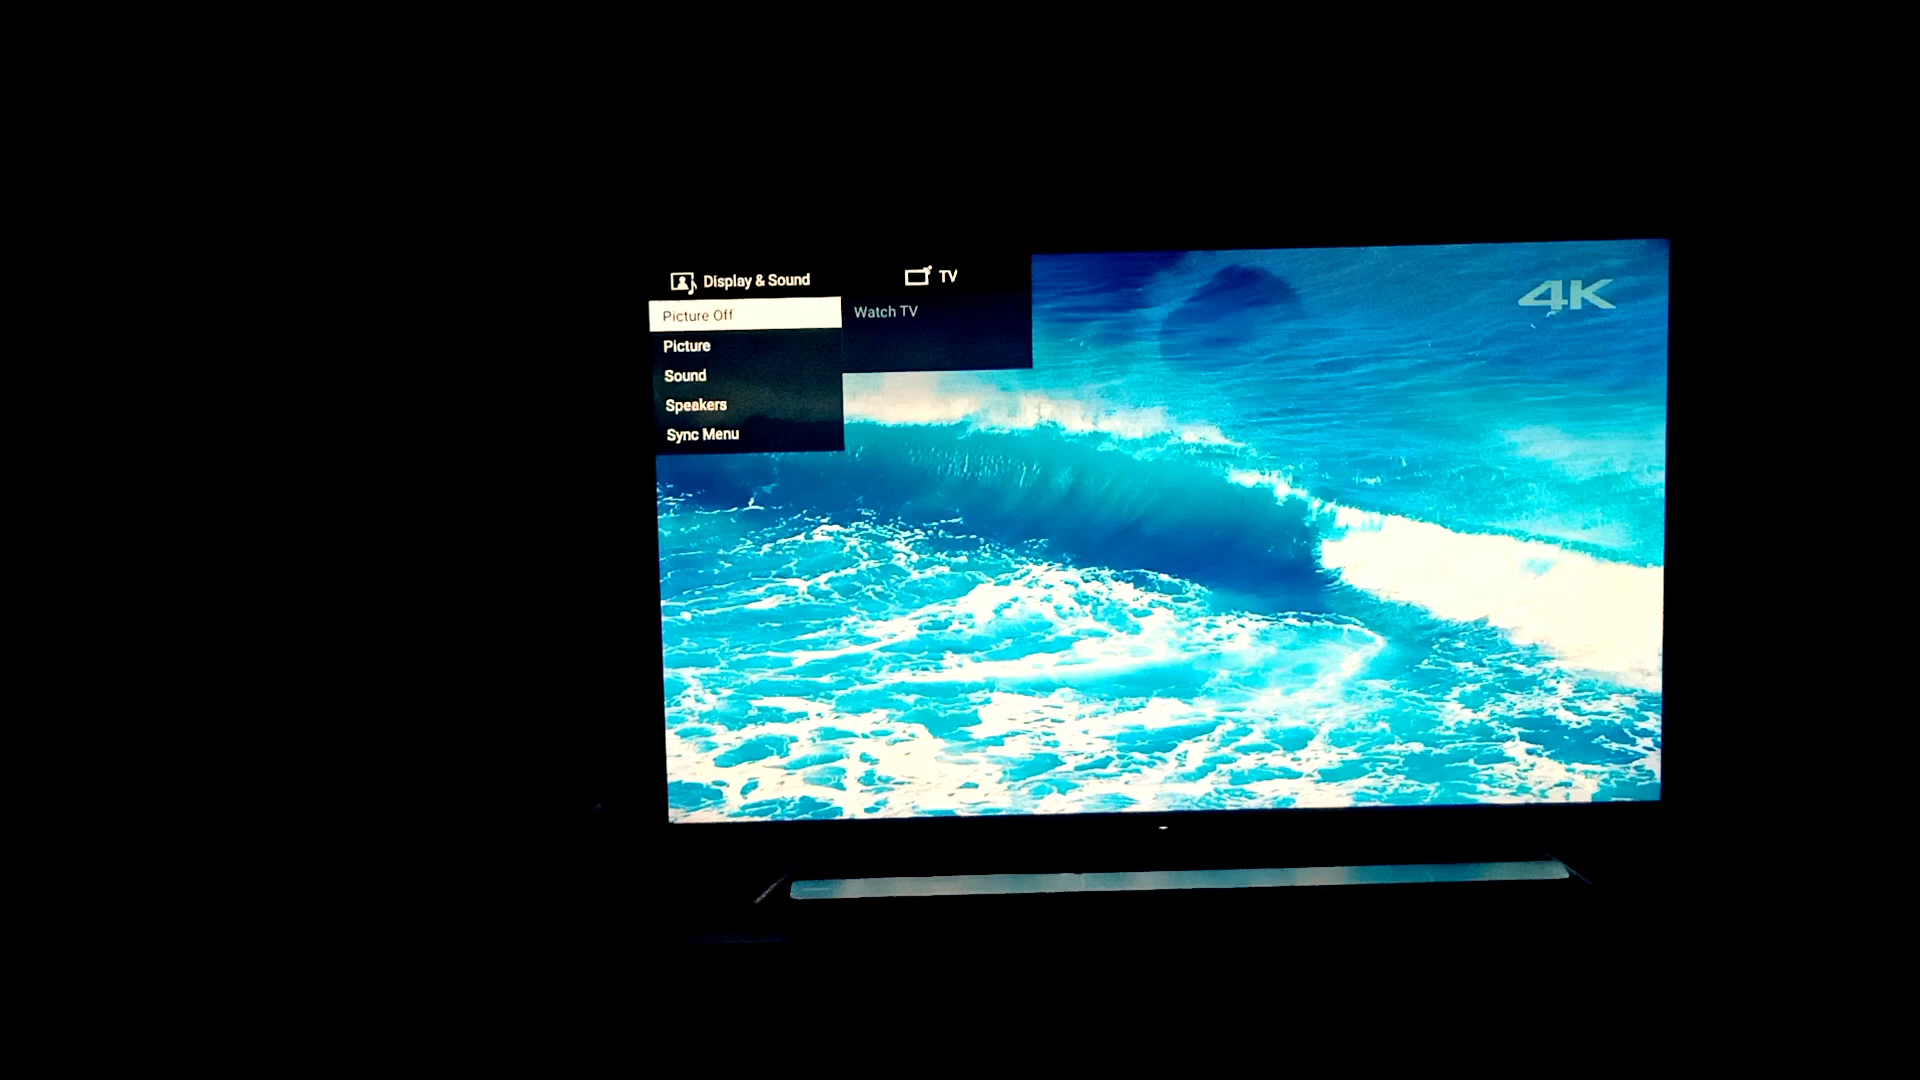 Display & Sound
Picture Off
Picture
Sound
Speakers
Sync Menu
TV
Watch TV
4K